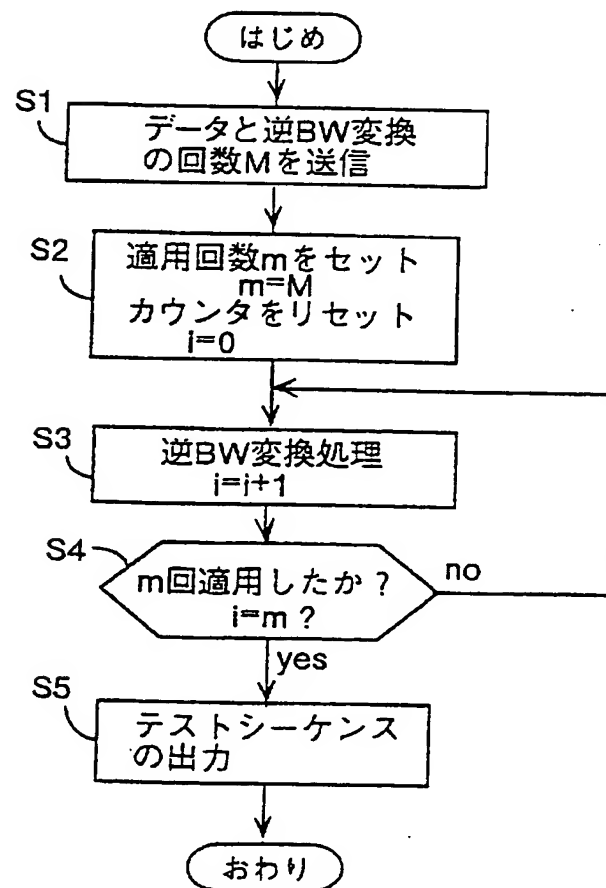 はじめ
S1
データと逆BW変換
の回数Mを送信
S2
適用回数mをセット
m=M
カウンタをリセット
i=0
S3
逆BW変換処理
i=i+1
S4
m回適用したか?
i=m?
no
yes
S5
テストシーケンス
の出力
おわり